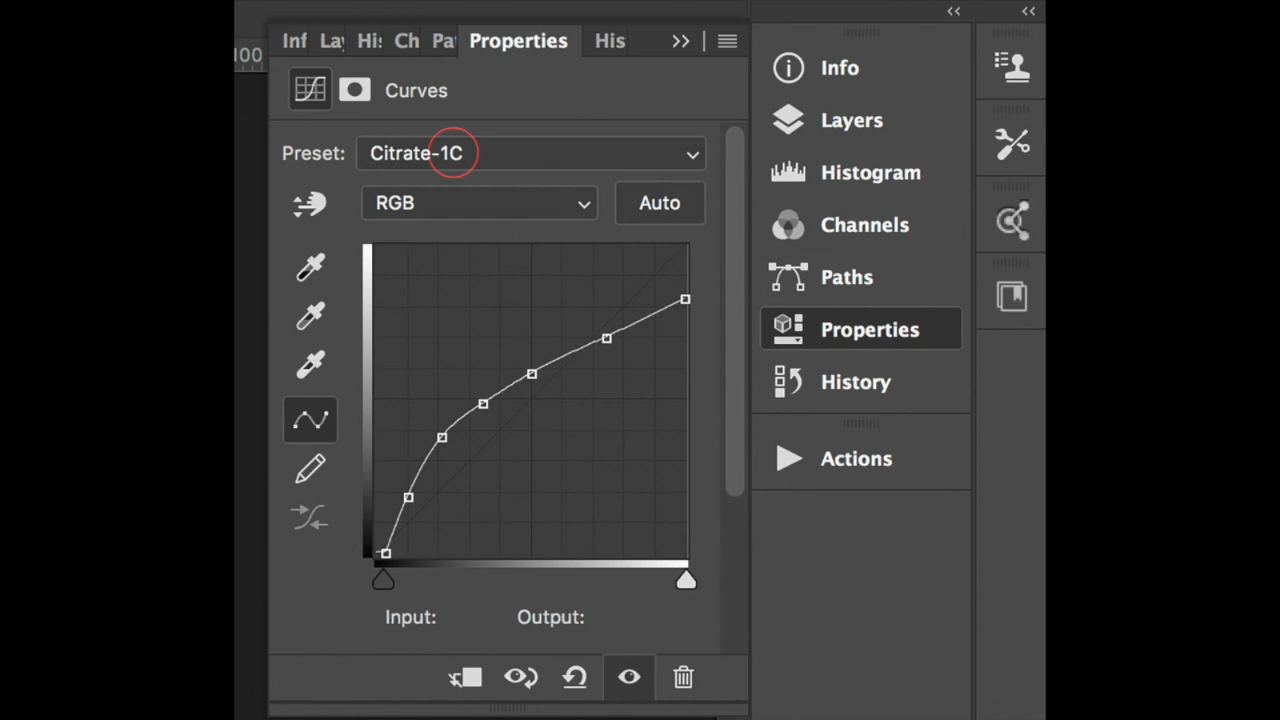 100
Inf Lay His Ch Pat Properties His
Curves
Preset: Citrate-1C
RGB Auto
Input: Output:
Info
Layers
Histogram
Channels
Paths
Properties
History
Actions